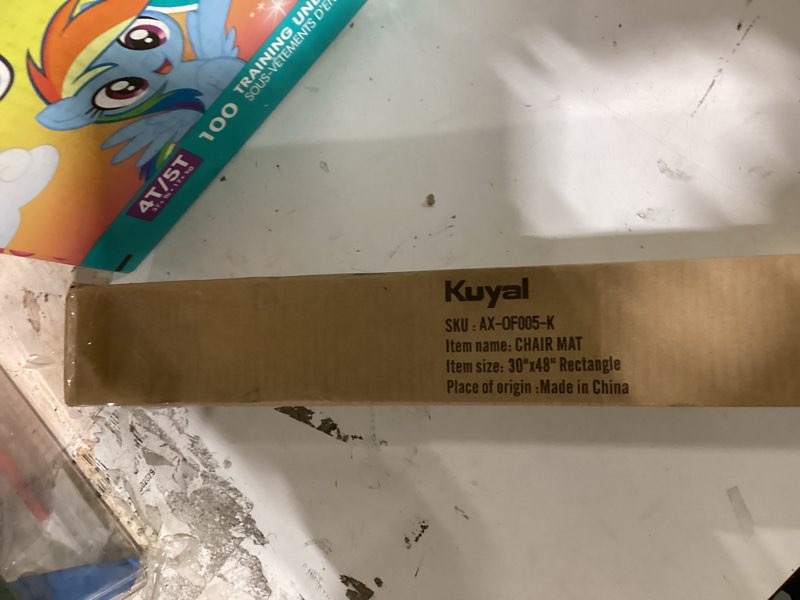 100 TRAINING
SOUS-VÊTEMENTS
4T/5T
Kuyal
SKU : AX-OF005-K
Item name: CHAIR MAT
Item size: 30"x48" Rectangle
Place of origin :Made in China